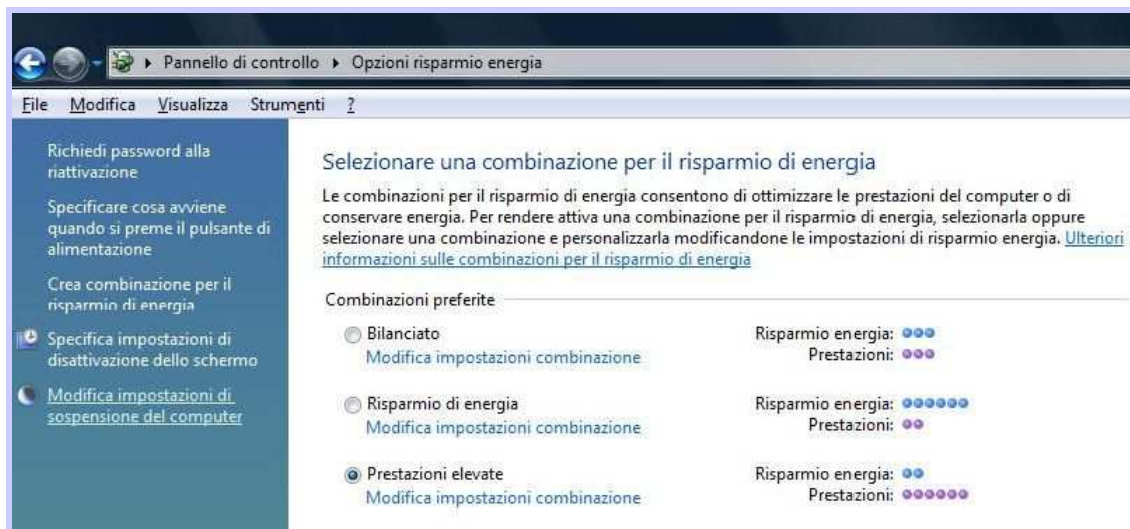 Pannello di controllo Opzioni risparmio energia
File Modifica Visualizza Strumenti ?
Richiedi password alla
riattivazione
Specificare cosa avviene
quando si preme il pulsante di
alimentazione
Crea combinazione per il
risparmio di energia
Specifica impostazioni di
disattivazione dello schermo
Modifica impostazioni di
sospensione del computer
Selezionare una combinazione per il risparmio di energia
Le combinazioni per il risparmio di energia consentono di ottimizzare le prestazioni del computer o di
conservare energia. Per rendere attiva una combinazione per il risparmio di energia, selezionarla oppure
selezionare una combinazione e personalizzarla modificandone le impostazioni di risparmio energia. Ulteriori
informazioni sulle combinazioni per il risparmio di energia
Combinazioni preferite
Bilanciato Risparmio energia:
Modifica impostazioni combinazione Prestazioni:
Risparmio di energia Risparmio energia:
Modifica impostazioni combinazione Prestazioni:
Prestazioni elevate Risparmio energia:
Modifica impostazioni combinazione Prestazioni: